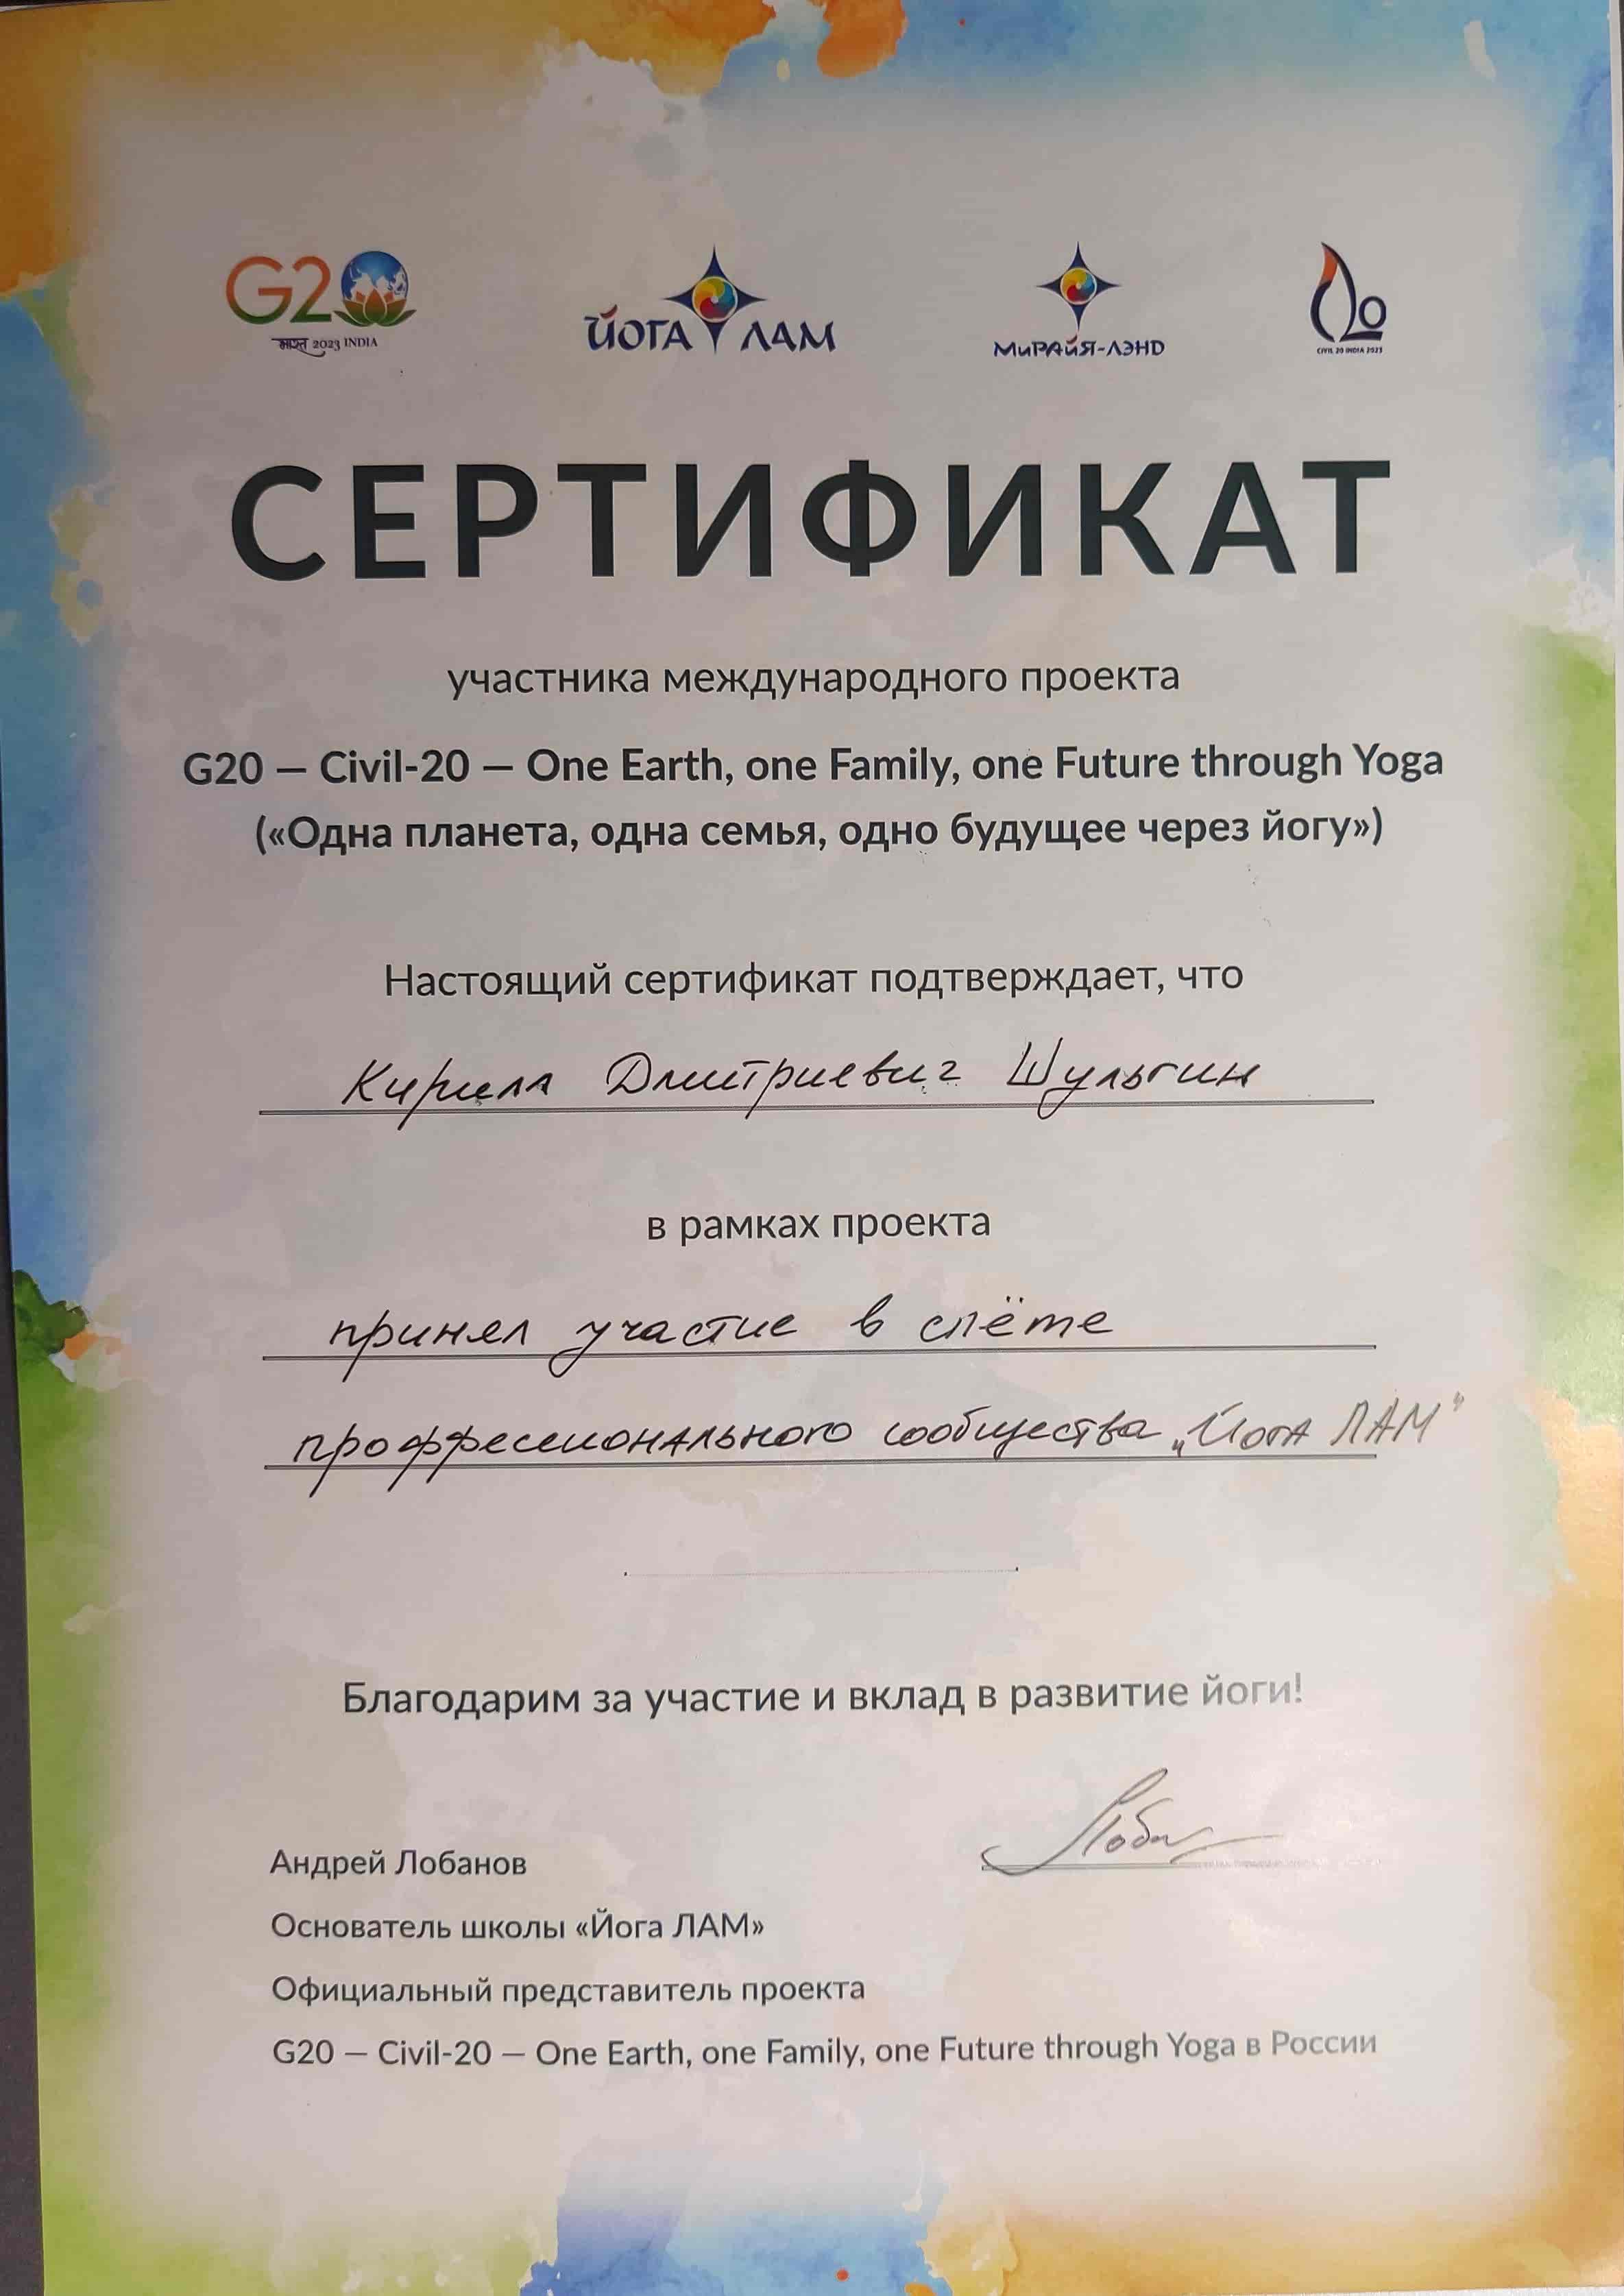 G20
भारत 2023 INDIA
ЙОГА ЛАМ
МИРАЙЯ-ЛЭНД
CIVIL 20 INDIA 2023
СЕРТИФИКАТ
участника международного проекта
G20 — Civil-20 — One Earth, one Family, one Future through Yoga
(«Одна планета, одна семья, одно будущее через йогу»)
Настоящий сертификат подтверждает, что
Кирилл Дмитриевич Шульгин
в рамках проекта
принял участие в слёте
профессионального сообщества „Йога ЛАМ"
Благодарим за участие и вклад в развитие йоги!
Андрей Лобанов
Основатель школы «Йога ЛАМ»
Официальный представитель проекта
G20 — Civil-20 — One Earth, one Family, one Future through Yoga в России